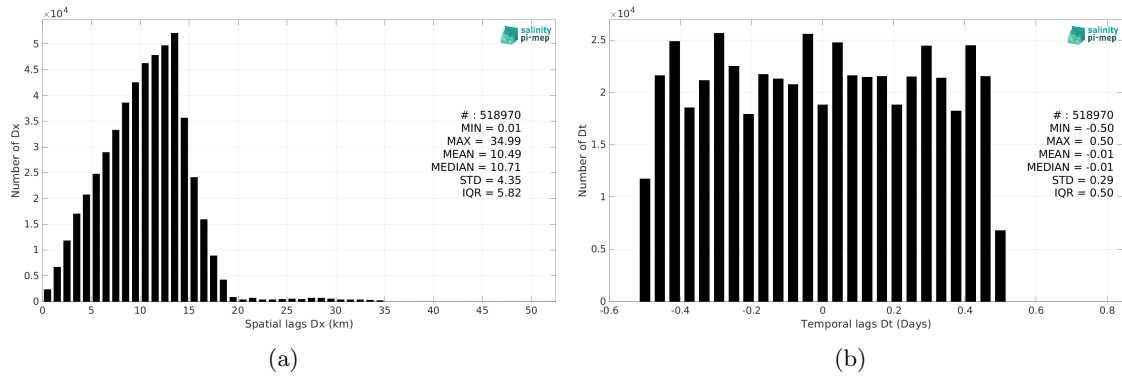 ×10⁴
5
4.5
4
3.5
3
2.5
2
1.5
1
0.5
0
Number of Dx
salinity
pi-mep
# : 518970
MIN = 0.01
MAX = 34.99
MEAN = 10.49
MEDIAN = 10.71
STD = 4.35
IQR = 5.82
0 5 10 15 20 25 30 35 40 45 50
Spatial lags Dx (km)
(a)
×10⁴
2.5
2
1.5
1
0.5
0
Number of Dt
salinity
pi-mep
# : 518970
MIN = -0.50
MAX = 0.50
MEAN = -0.01
MEDIAN = -0.01
STD = 0.29
IQR = 0.50
-0.6 -0.4 -0.2 0 0.2 0.4 0.6 0.8
Temporal lags Dt (Days)
(b)